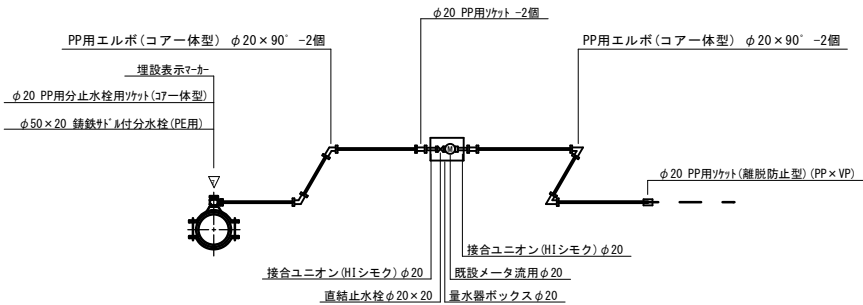 φ20 PP用ソケット -2個
PP用エルボ(コア一体型) φ20×90° -2個
PP用エルボ(コア一体型) φ20×90° -2個
埋設表示マーカー
φ20 PP用分止水栓用ソケット(コア一体型)
φ50×20 鋳鉄サドル付分水栓(PE用)
M
φ20 PP用ソケット(離脱防止型)(PP×VP)
接合ユニオン(HIシモク)φ20
接合ユニオン(HIシモク)φ20
既設メータ流用φ20
直結止水栓φ20×20
量水器ボックスφ20